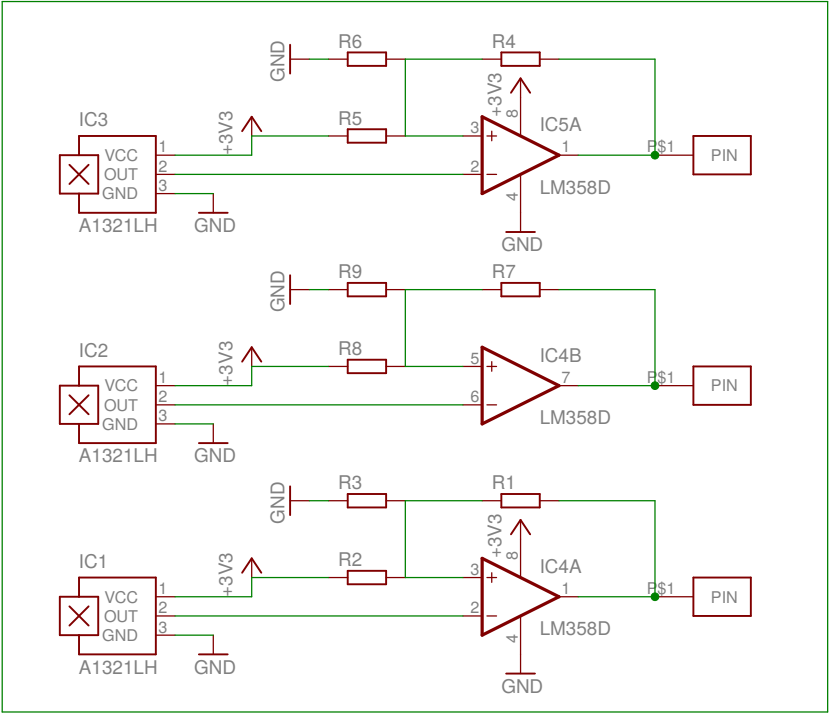 R6
R4
GND
+3V3
8
IC3
+3V3
R5
3
IC5A
VCC
1
1
P$1
PIN
OUT
2
2
GND
3
LM358D
A1321LH
GND
4
GND
R9
R7
GND
IC2
+3V3
R8
5
IC4B
VCC
1
7
P$1
PIN
OUT
2
6
GND
3
LM358D
A1321LH
GND
R3
R1
GND
+3V3
8
IC1
+3V3
R2
3
IC4A
VCC
1
1
P$1
PIN
OUT
2
2
GND
3
LM358D
A1321LH
GND
4
GND